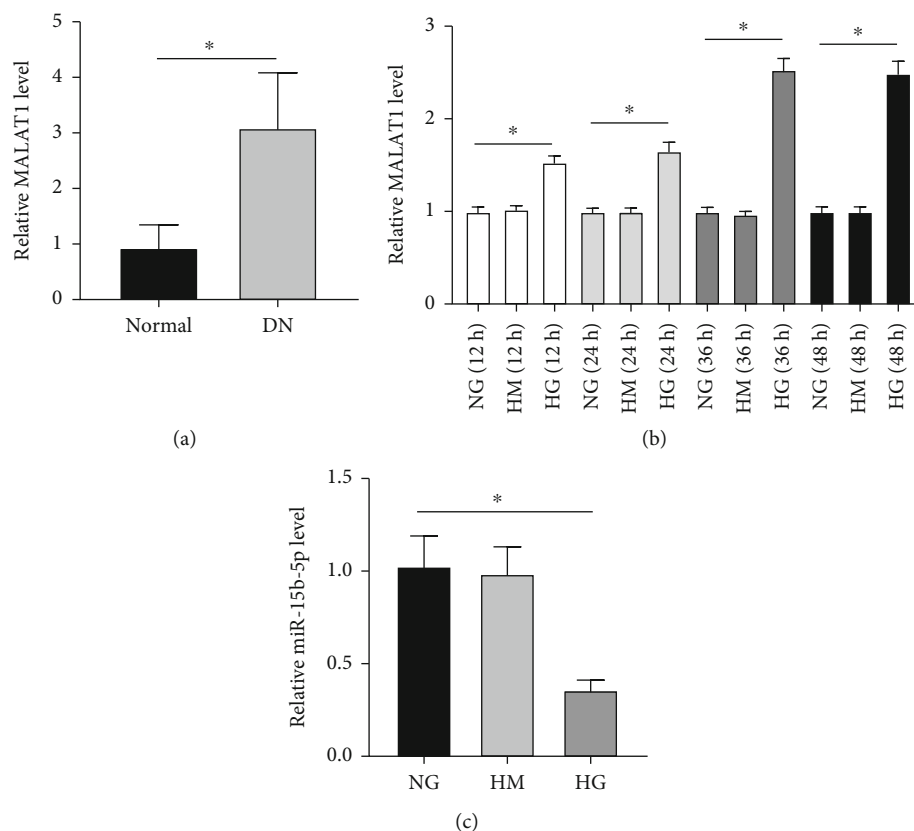 Relative MALAT1 level
5
4
3
2
1
0
*
Normal
DN
(a)
Relative MALAT1 level
3
2
1
0
*
*
*
*
NG (12 h)
HM (12 h)
HG (12 h)
NG (24 h)
HM (24 h)
HG (24 h)
NG (36 h)
HM (36 h)
HG (36 h)
NG (48 h)
HM (48 h)
HG (48 h)
(b)
Relative miR-15b-5p level
1.5
1.0
0.5
0.0
*
NG
HM
HG
(c)